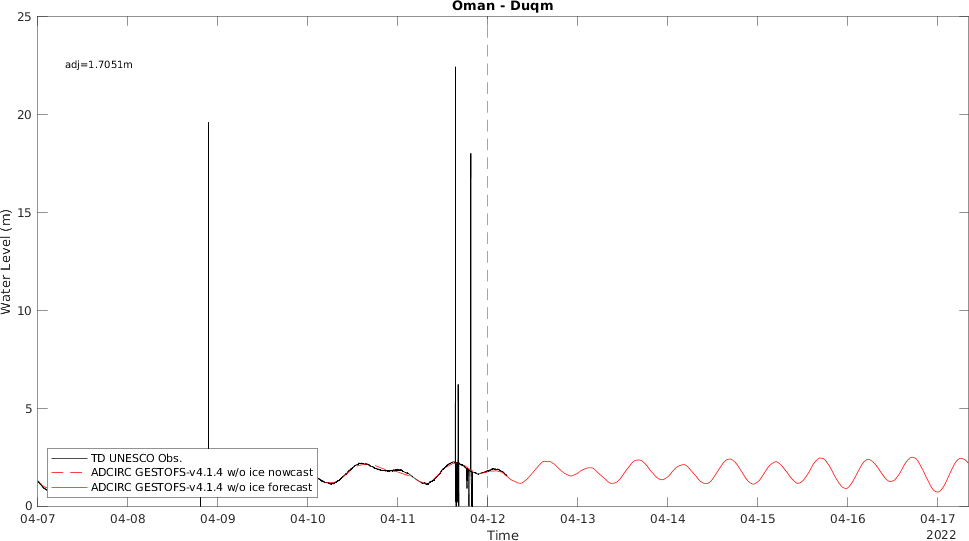 Oman - Duqm
25
adj=1.7051m
20
15
Water Level (m)
10
5
TD UNESCO Obs.
ADCIRC GESTOFS-v4.1.4 w/o ice nowcast
ADCIRC GESTOFS-v4.1.4 w/o ice forecast
0
04-07 04-08 04-09 04-10 04-11 04-12 04-13 04-14 04-15 04-16 04-17
Time
2022